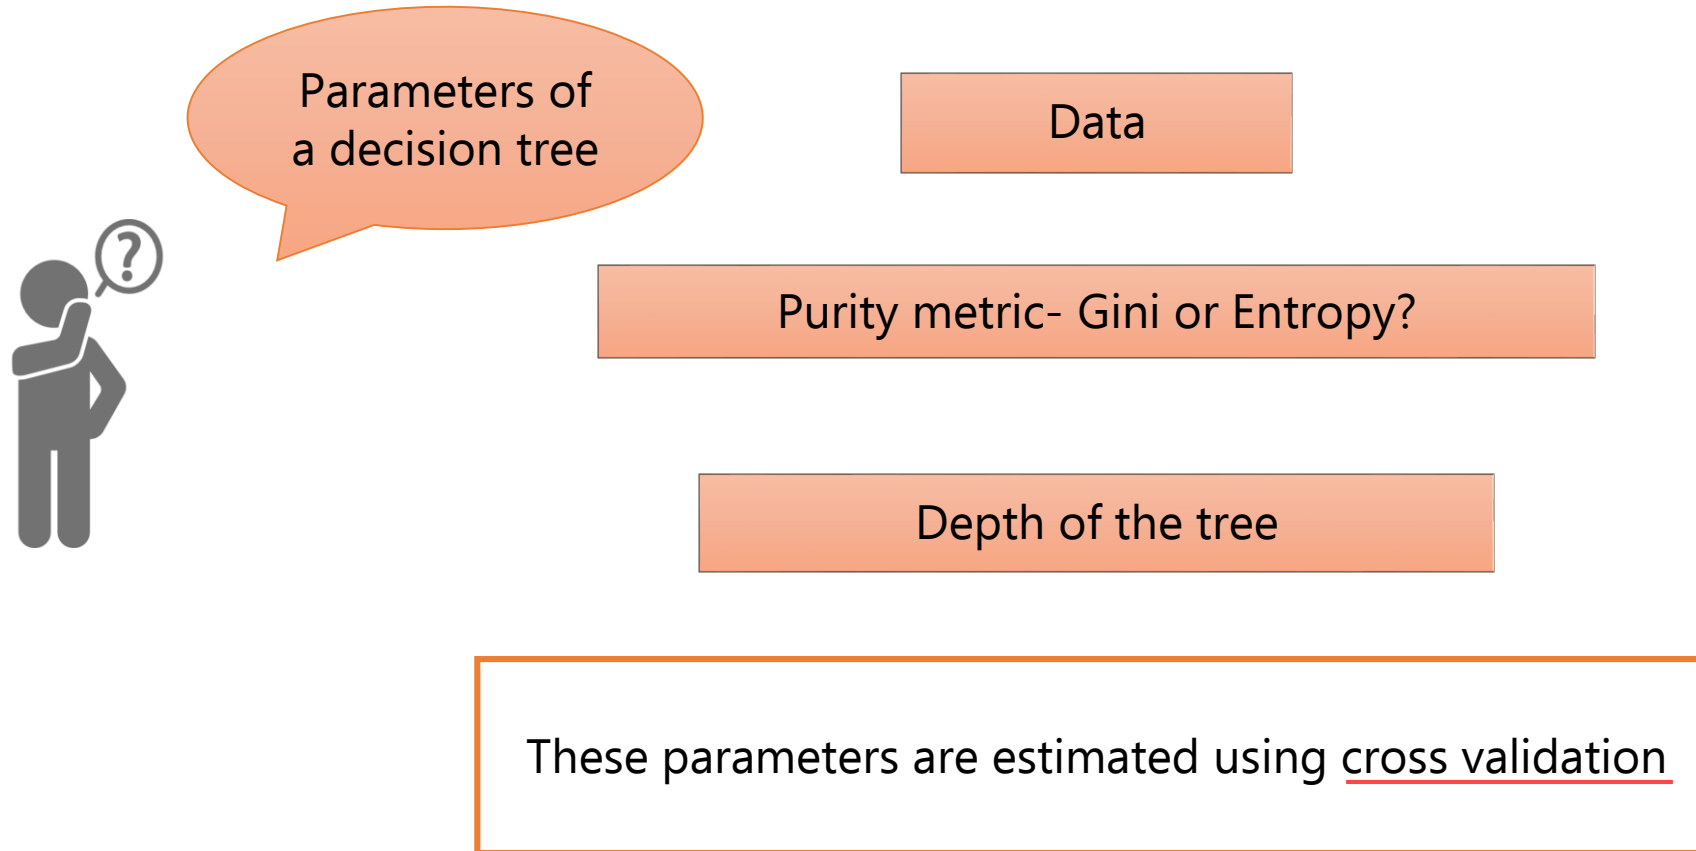 Parameters of
a decision tree
Data
Purity metric- Gini or Entropy?
Depth of the tree
These parameters are estimated using cross validation
?